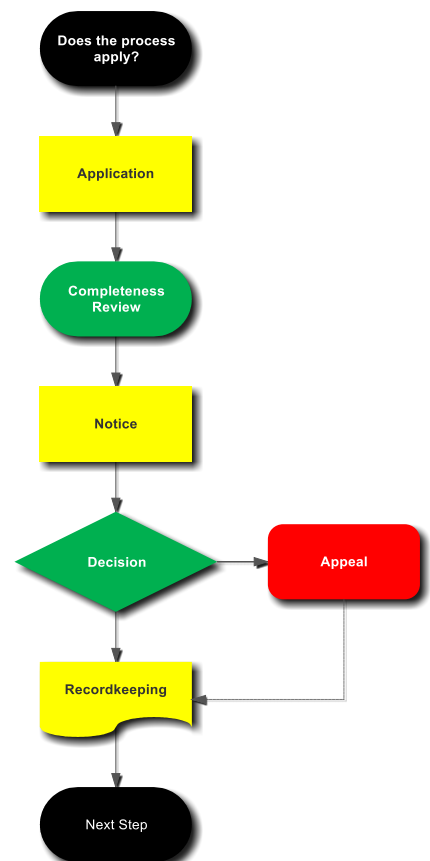 Does the process
apply?
Application
Completeness
Review
Notice
Decision
Appeal
Recordkeeping
Next Step